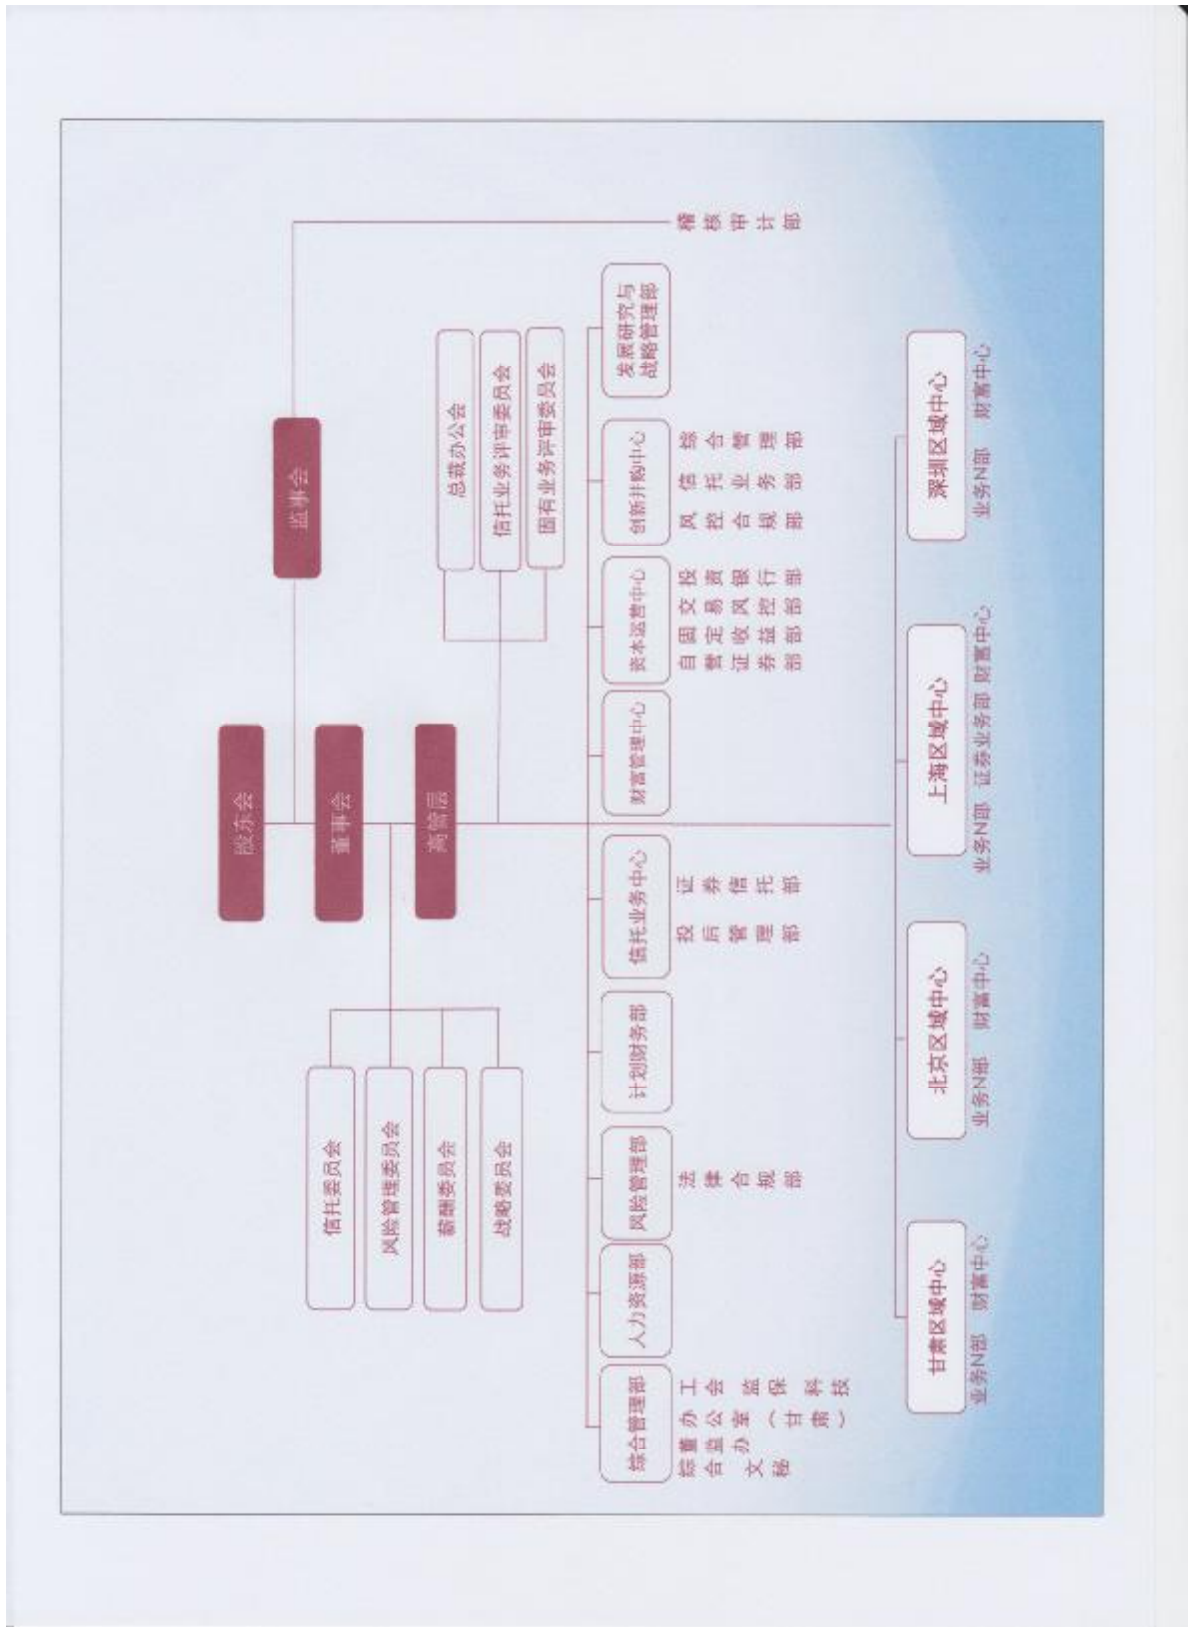 股东会
监事会
董事会
高管层
信托委员会
风险管理委员会
薪酬委员会
战略委员会
总裁办公会
信托业务评审委员会
固有业务评审委员会
综合管理部
人力资源部
风险管理部
计划财务部
信托业务中心
财富管理中心
资本运营中心
创新并购中心
发展研究与
战略管理部
综合 文秘
董监办
办公室（甘肃）
工会 监保 科技
法律合规部
投后管理部
证券信托部
自营证券部
固定收益部
交易风控部
投资银行部
风控合规部
信托业务部
综合管理部
稽核审计部
甘肃区域中心
北京区域中心
上海区域中心
深圳区域中心
业务N部 财富中心
业务N部 财富中心
业务N部 证券业务部 财富中心
业务N部 财富中心